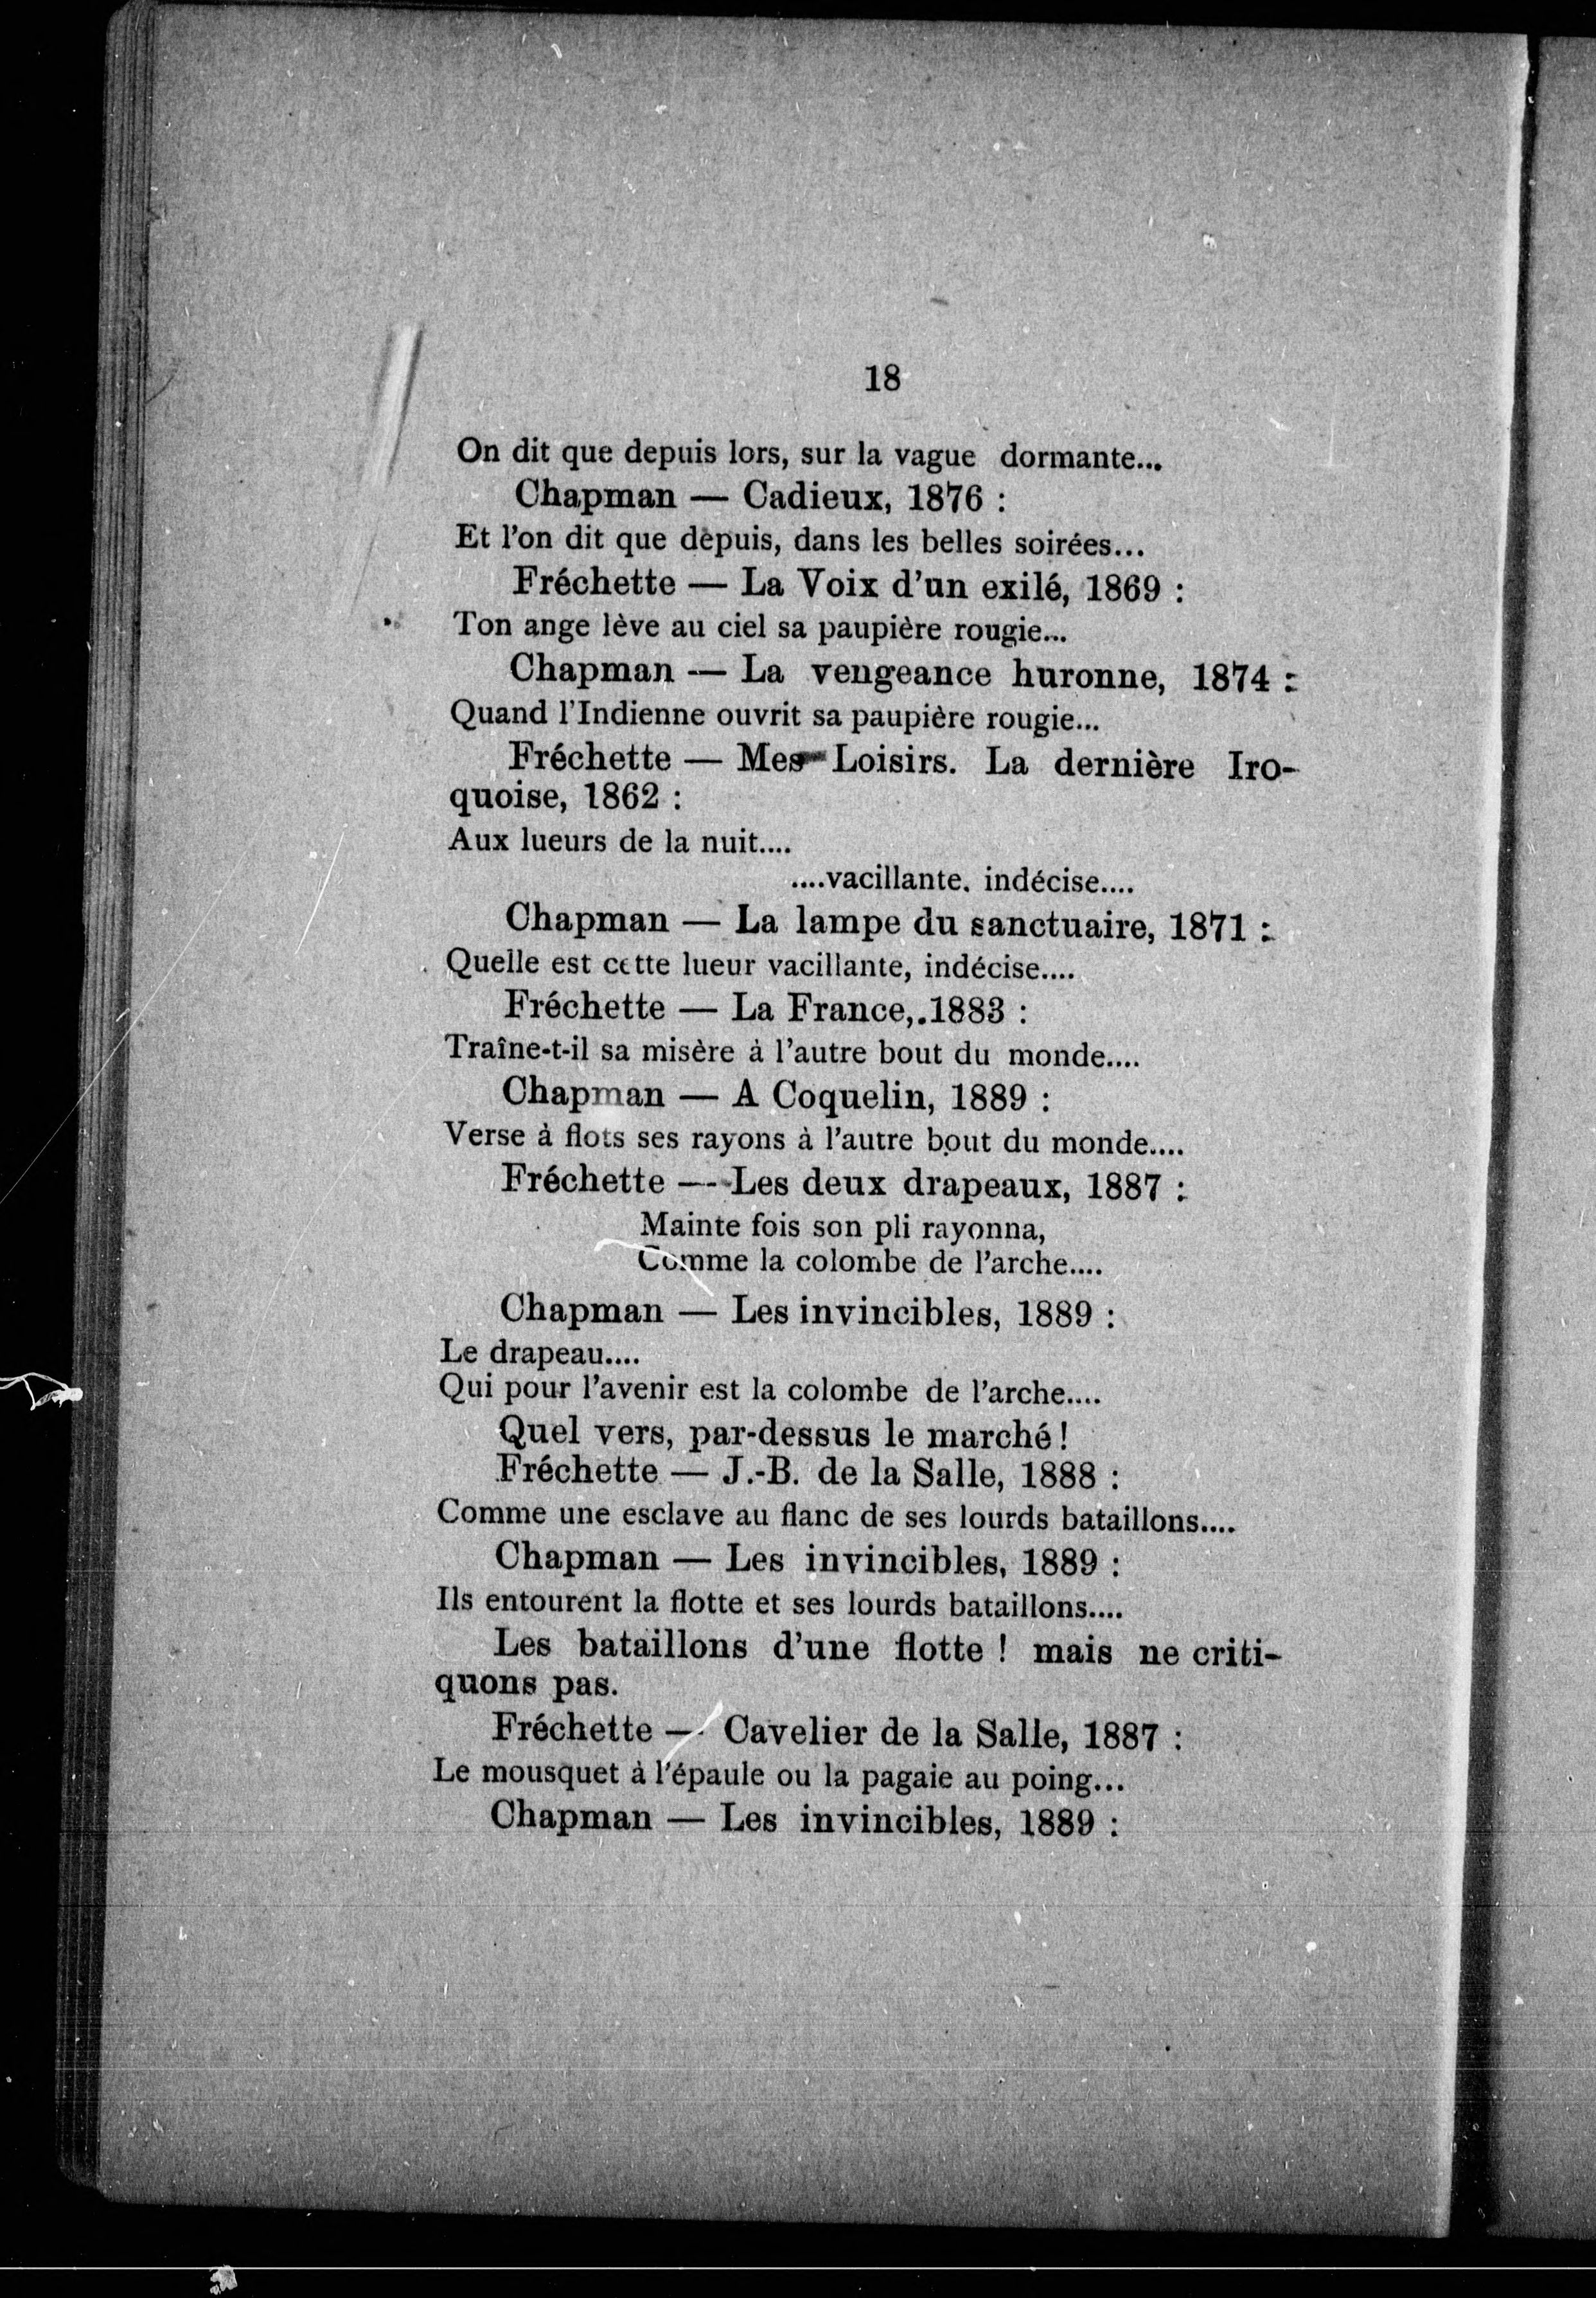 18
On dit que depuis lors, sur la vague dormante...
Chapman — Cadieux, 1876 :
Et l'on dit que depuis, dans les belles soirées...
Fréchette — La Voix d'un exilé, 1869 :
Ton ange lève au ciel sa paupière rougie...
Chapman — La vengeance huronne, 1874 :
Quand l'Indienne ouvrit sa paupière rougie...
Fréchette — Mes Loisirs. La dernière Iro-
quoise, 1862 :
Aux lueurs de la nuit....
....vacillante, indécise....
Chapman — La lampe du sanctuaire, 1871 :
Quelle est cette lueur vacillante, indécise....
Fréchette — La France, 1883 :
Traîne-t-il sa misère à l'autre bout du monde....
Chapman — A Coquelin, 1889 :
Verse à flots ses rayons à l'autre bout du monde....
Fréchette — Les deux drapeaux, 1887 :
Mainte fois son pli rayonna,
Comme la colombe de l'arche....
Chapman — Les invincibles, 1889 :
Le drapeau....
Qui pour l'avenir est la colombe de l'arche....
Quel vers, par-dessus le marché !
Fréchette — J.-B. de la Salle, 1888 :
Comme une esclave au flanc de ses lourds bataillons....
Chapman — Les invincibles, 1889 :
Ils entourent la flotte et ses lourds bataillons....
Les bataillons d'une flotte ! mais ne criti-
quons pas.
Fréchette — Cavelier de la Salle, 1887 :
Le mousquet à l'épaule ou la pagaie au poing...
Chapman — Les invincibles, 1889 :